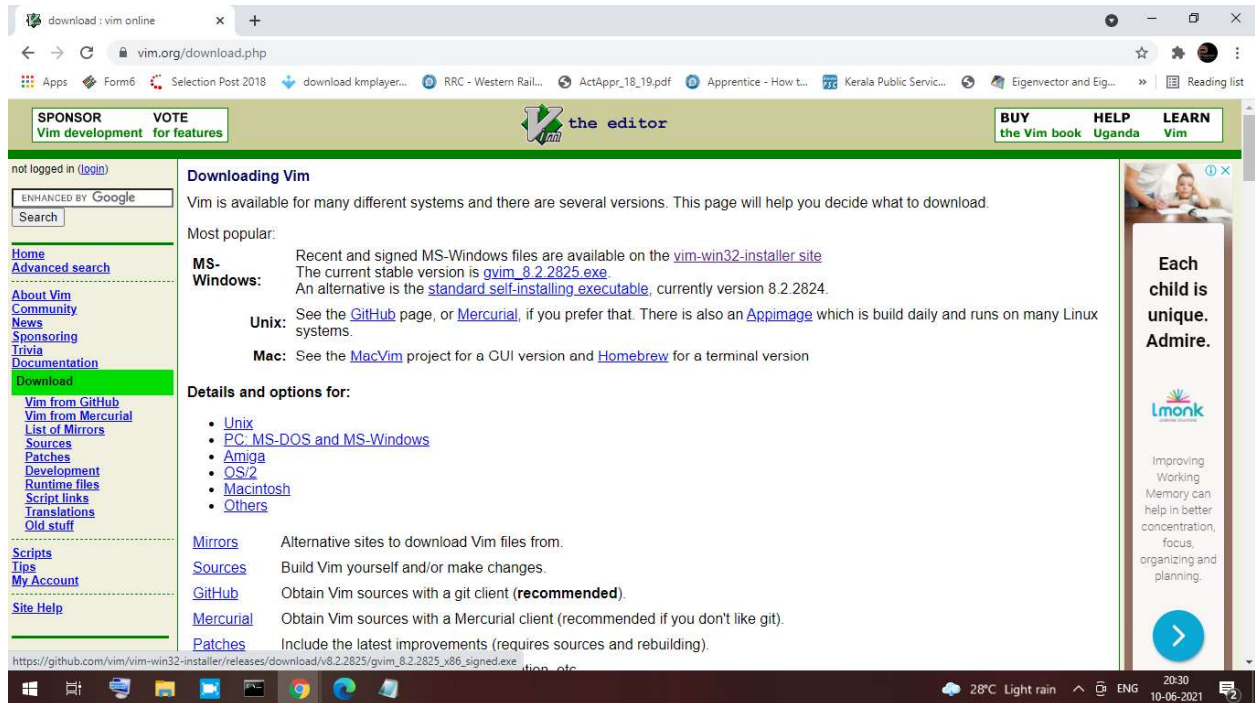 download : vim online
vim.org/download.php
Apps Form6 Selection Post 2018 download kmplayer... RRC - Western Rail... ActAppr_18_19.pdf Apprentice - How t... Kerala Public Servic... Eigenvector and Eig... » Reading list
SPONSOR VOTE
Vim development for features
the editor
BUY HELP LEARN
the Vim book Uganda Vim
not logged in (login)
ENHANCED BY Google
Search
Home
Advanced search
About Vim
Community
News
Sponsoring
Trivia
Documentation
Download
Vim from GitHub
Vim from Mercurial
List of Mirrors
Sources
Patches
Development
Runtime files
Script links
Translations
Old stuff
Scripts
Tips
My Account
Site Help
Downloading Vim
Vim is available for many different systems and there are several versions. This page will help you decide what to download.
Most popular:
MS-
Windows:
Recent and signed MS-Windows files are available on the vim-win32-installer site
The current stable version is gvim_8.2.2825.exe.
An alternative is the standard self-installing executable, currently version 8.2.2824.
Unix: See the GitHub page, or Mercurial, if you prefer that. There is also an Appimage which is build daily and runs on many Linux
systems.
Mac: See the MacVim project for a GUI version and Homebrew for a terminal version
Details and options for:
• Unix
• PC: MS-DOS and MS-Windows
• Amiga
• OS/2
• Macintosh
• Others
Mirrors Alternative sites to download Vim files from.
Sources Build Vim yourself and/or make changes.
GitHub Obtain Vim sources with a git client (recommended).
Mercurial Obtain Vim sources with a Mercurial client (recommended if you don't like git).
Patches Include the latest improvements (requires sources and rebuilding).
Each
child is
unique.
Admire.
Lmonk
Improving
Working
Memory can
help in better
concentration,
focus,
organizing and
planning.
https://github.com/vim/vim-win32-installer/releases/download/v8.2.2825/gvim_8.2.2825_x86_signed.exe
28°C Light rain ENG 20:30
10-06-2021 2